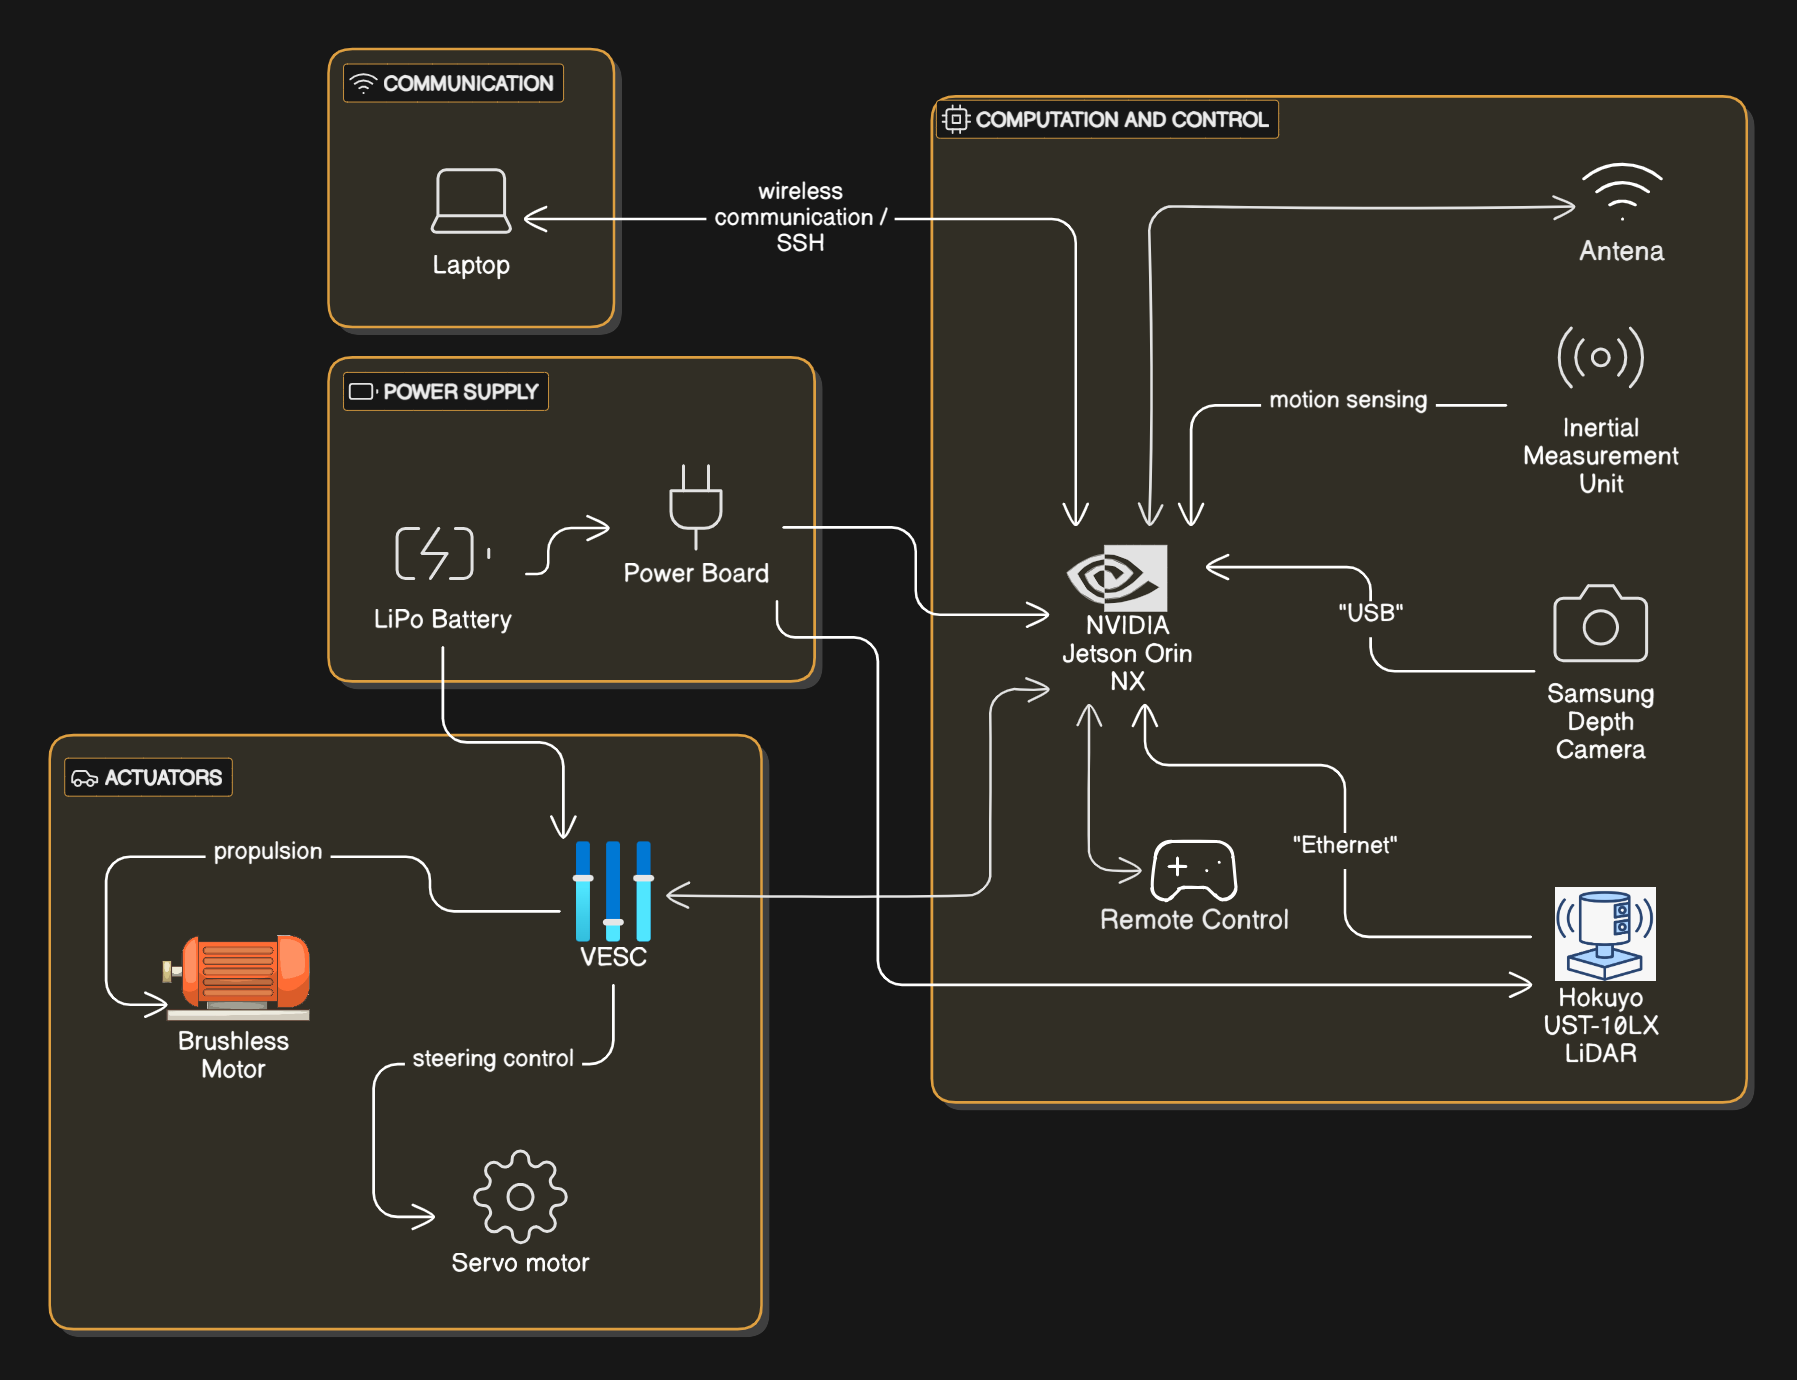 COMMUNICATION
Laptop
wireless
communication /
SSH
COMPUTATION AND CONTROL
Antena
motion sensing
Inertial
Measurement
Unit
POWER SUPPLY
LiPo Battery
Power Board
NVIDIA
Jetson Orin
NX
"USB"
Samsung
Depth
Camera
"Ethernet"
Remote Control
Hokuyo
UST-10LX
LiDAR
ACTUATORS
propulsion
VESC
Brushless
Motor
steering control
Servo motor